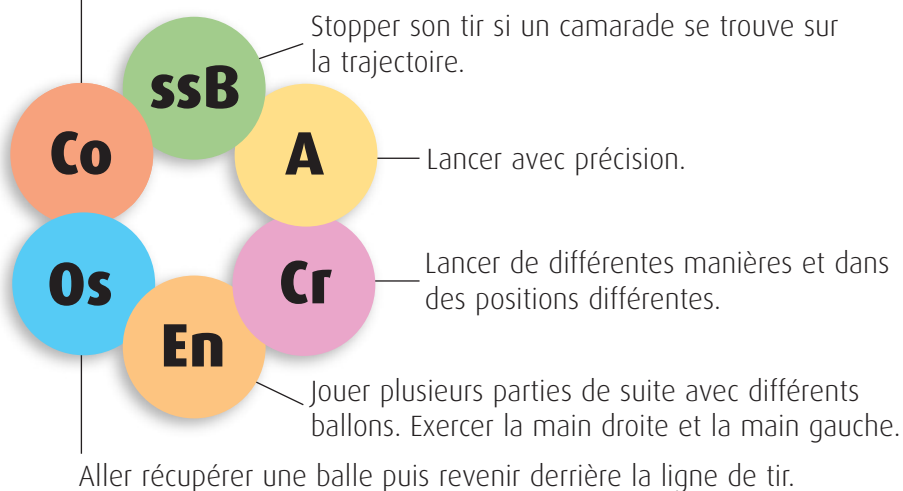 Stopper son tir si un camarade se trouve sur
la trajectoire.
ssB
Co
A
Lancer avec précision.
Os
Cr
Lancer de différentes manières et dans
des positions différentes.
En
Jouer plusieurs parties de suite avec différents
ballons. Exercer la main droite et la main gauche.
Aller récupérer une balle puis revenir derrière la ligne de tir.